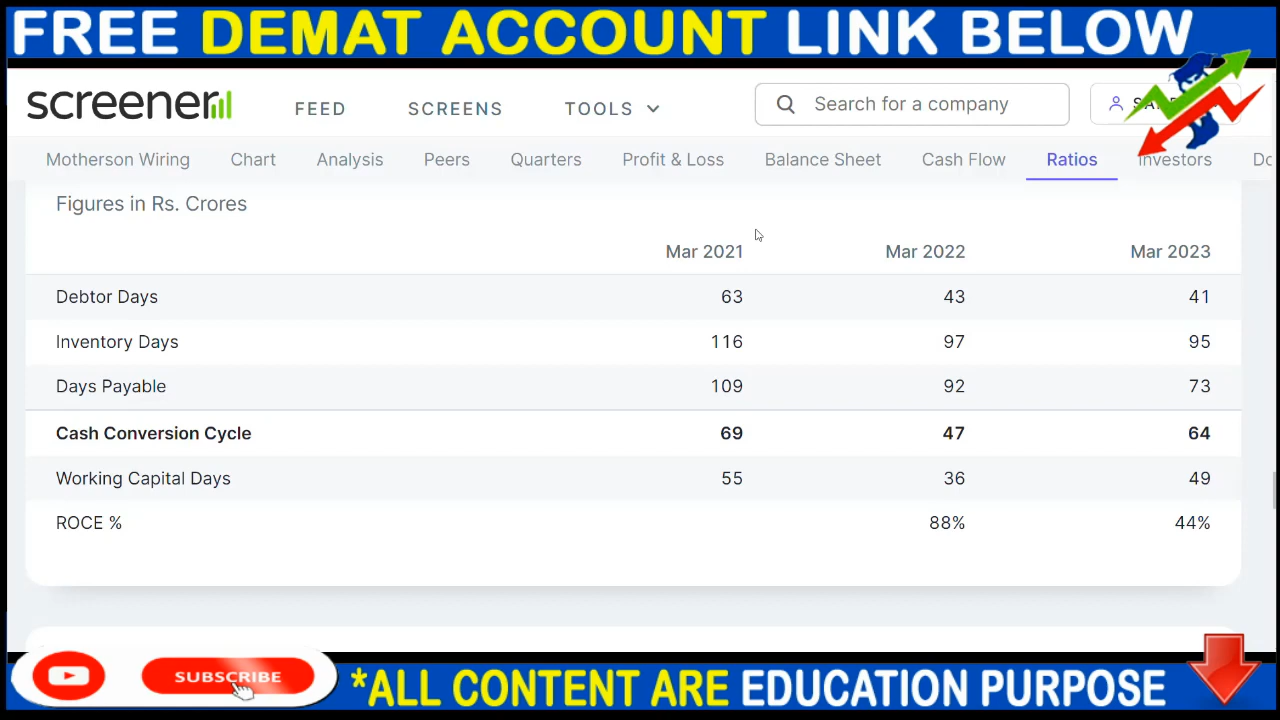 FREE DEMAT ACCOUNT LINK BELOW
screener
FEED SCREENS TOOLS Search for a company
Motherson Wiring Chart Analysis Peers Quarters Profit & Loss Balance Sheet Cash Flow Ratios Investors
Figures in Rs. Crores
Mar 2021 Mar 2022 Mar 2023
Debtor Days 63 43 41
Inventory Days 116 97 95
Days Payable 109 92 73
Cash Conversion Cycle 69 47 64
Working Capital Days 55 36 49
ROCE % 88% 44%
SUBSCRIBE
*ALL CONTENT ARE EDUCATION PURPOSE